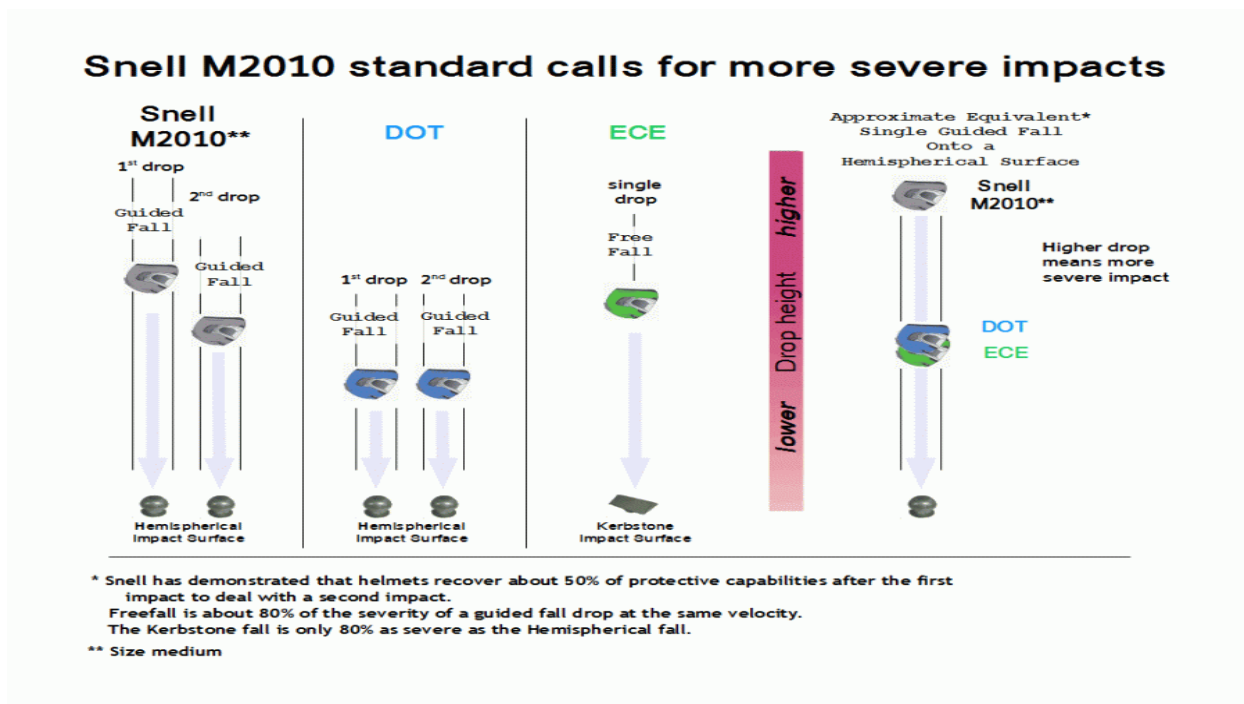 Snell M2010 standard calls for more severe impacts
Snell
M2010**
1st drop
Guided
Fall
2nd drop
Guided
Fall
Hemispherical
Impact Surface
DOT
1st drop
Guided
Fall
2nd drop
Guided
Fall
Hemispherical
Impact Surface
ECE
single
drop
Free
Fall
Kerbstone
Impact Surface
lower Drop height higher
Approximate Equivalent*
Single Guided Fall
Onto a
Hemispherical Surface
Snell
M2010**
Higher drop
means more
severe impact
DOT
ECE
* Snell has demonstrated that helmets recover about 50% of protective capabilities after the first
impact to deal with a second impact.
Freefall is about 80% of the severity of a guided fall drop at the same velocity.
The Kerbstone fall is only 80% as severe as the Hemispherical fall.
** Size medium